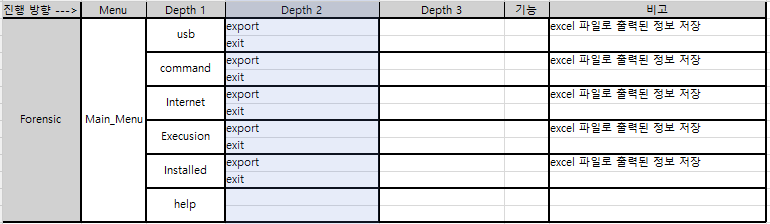 진행 방향 ---> Menu Depth 1 Depth 2 Depth 3 기능 비고
Forensic Main_Menu usb export excel 파일로 출력된 정보 저장
exit
command export excel 파일로 출력된 정보 저장
exit
Internet export excel 파일로 출력된 정보 저장
exit
Execusion export excel 파일로 출력된 정보 저장
exit
Installed export excel 파일로 출력된 정보 저장
exit
help